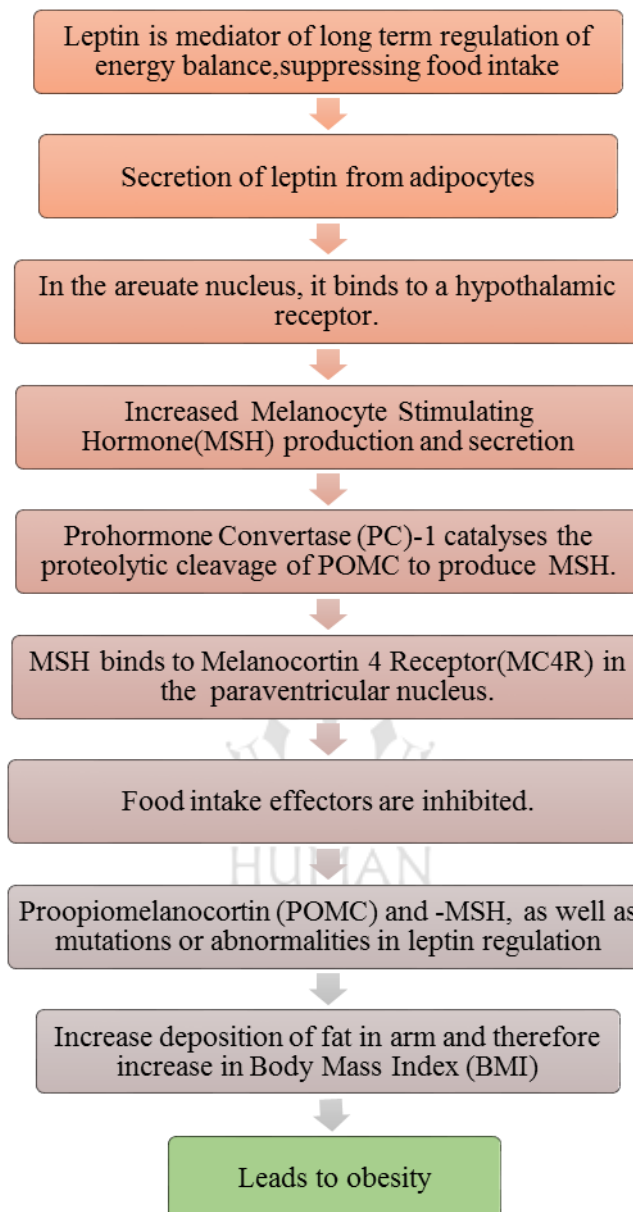 Leptin is mediator of long term regulation of
energy balance,suppressing food intake
Secretion of leptin from adipocytes
In the areuate nucleus, it binds to a hypothalamic
receptor.
Increased Melanocyte Stimulating
Hormone(MSH) production and secretion
Prohormone Convertase (PC)-1 catalyses the
proteolytic cleavage of POMC to produce MSH.
MSH binds to Melanocortin 4 Receptor(MC4R) in
the paraventricular nucleus.
Food intake effectors are inhibited.
HUMAN
Proopiomelanocortin (POMC) and -MSH, as well as
mutations or abnormalities in leptin regulation
Increase deposition of fat in arm and therefore
increase in Body Mass Index (BMI)
Leads to obesity